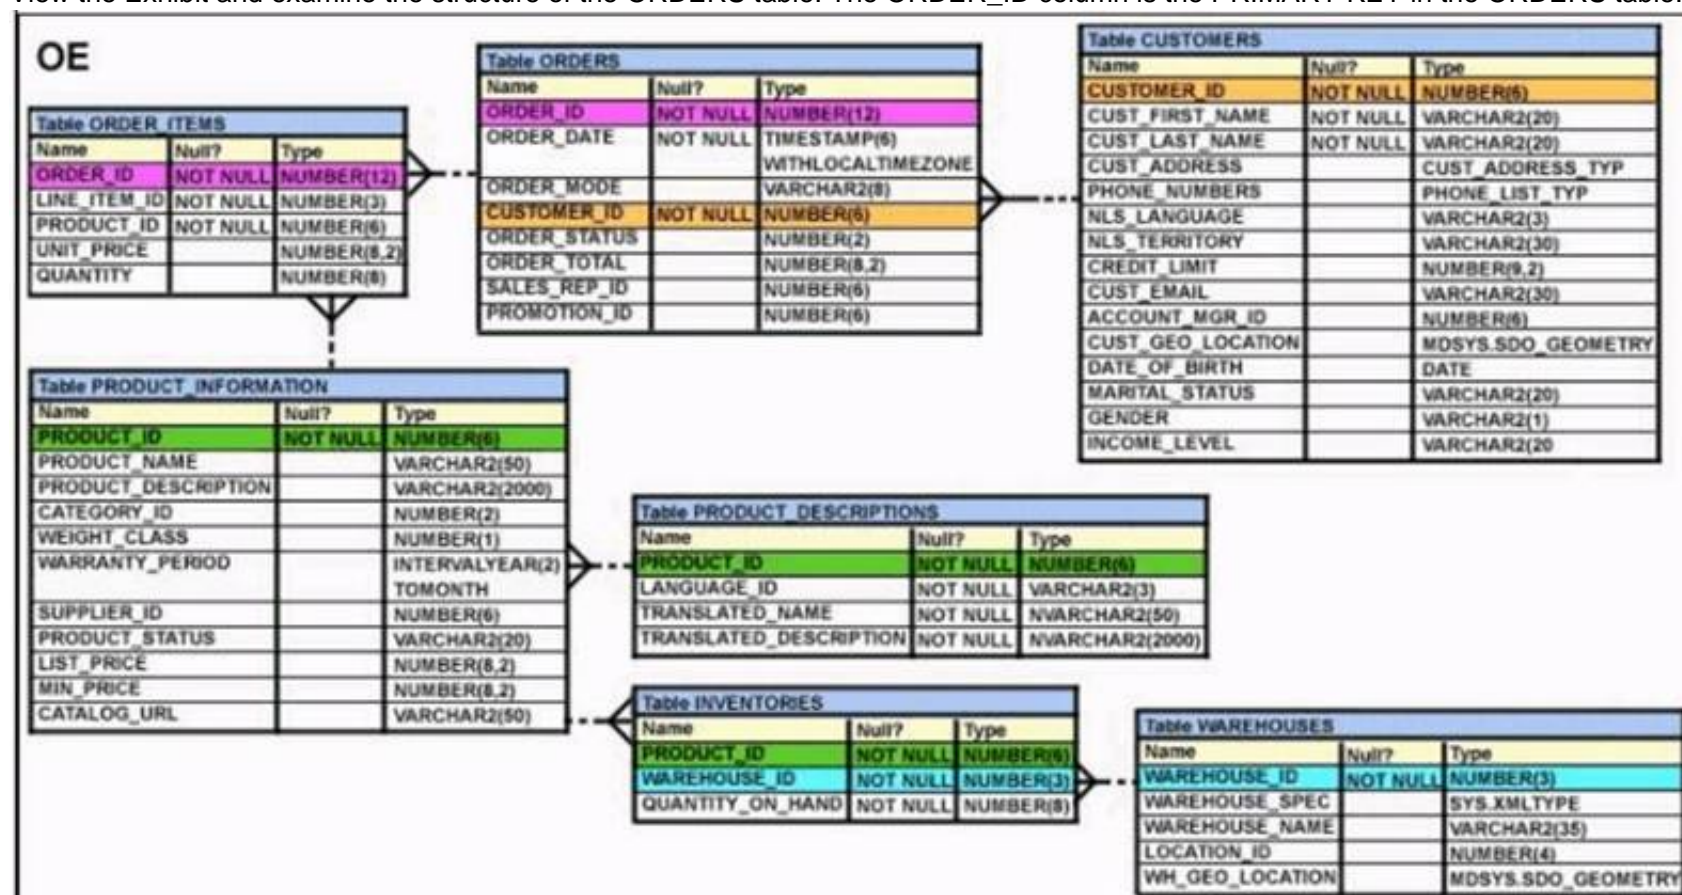 View the Exhibit and examine the structure of the ORDERS table. The ORDER_ID column is the PRIMARY KEY in the ORDERS table.
OE
Table ORDER_ITEMS
Name Null? Type
ORDER_ID NOT NULL NUMBER(12)
LINE_ITEM_ID NOT NULL NUMBER(3)
PRODUCT_ID NOT NULL NUMBER(6)
UNIT_PRICE NUMBER(8,2)
QUANTITY NUMBER(8)
Table ORDERS
Name Null? Type
ORDER_ID NOT NULL NUMBER(12)
ORDER_DATE NOT NULL TIMESTAMP(6)
WITHLOCALTIMEZONE
ORDER_MODE VARCHAR2(8)
CUSTOMER_ID NOT NULL NUMBER(6)
ORDER_STATUS NUMBER(2)
ORDER_TOTAL NUMBER(8,2)
SALES_REP_ID NUMBER(6)
PROMOTION_ID NUMBER(6)
Table CUSTOMERS
Name Null? Type
CUSTOMER_ID NOT NULL NUMBER(6)
CUST_FIRST_NAME NOT NULL VARCHAR2(20)
CUST_LAST_NAME NOT NULL VARCHAR2(20)
CUST_ADDRESS CUST_ADDRESS_TYP
PHONE_NUMBERS PHONE_LIST_TYP
NLS_LANGUAGE VARCHAR2(3)
NLS_TERRITORY VARCHAR2(30)
CREDIT_LIMIT NUMBER(9,2)
CUST_EMAIL VARCHAR2(30)
ACCOUNT_MGR_ID NUMBER(6)
CUST_GEO_LOCATION MDSYS.SDO_GEOMETRY
DATE_OF_BIRTH DATE
MARITAL_STATUS VARCHAR2(20)
GENDER VARCHAR2(1)
INCOME_LEVEL VARCHAR2(20
Table PRODUCT_INFORMATION
Name Null? Type
PRODUCT_ID NOT NULL NUMBER(6)
PRODUCT_NAME VARCHAR2(50)
PRODUCT_DESCRIPTION VARCHAR2(2000)
CATEGORY_ID NUMBER(2)
WEIGHT_CLASS NUMBER(1)
WARRANTY_PERIOD INTERVALYEAR(2)
TOMONTH
SUPPLIER_ID NUMBER(6)
PRODUCT_STATUS VARCHAR2(20)
LIST_PRICE NUMBER(8,2)
MIN_PRICE NUMBER(8,2)
CATALOG_URL VARCHAR2(50)
Table PRODUCT_DESCRIPTIONS
Name Null? Type
PRODUCT_ID NOT NULL NUMBER(6)
LANGUAGE_ID NOT NULL VARCHAR2(3)
TRANSLATED_NAME NOT NULL NVARCHAR2(50)
TRANSLATED_DESCRIPTION NOT NULL NVARCHAR2(2000)
Table INVENTORIES
Name Null? Type
PRODUCT_ID NOT NULL NUMBER(6)
WAREHOUSE_ID NOT NULL NUMBER(3)
QUANTITY_ON_HAND NOT NULL NUMBER(8)
Table WAREHOUSES
Name Null? Type
WAREHOUSE_ID NOT NULL NUMBER(3)
WAREHOUSE_SPEC SYS.XMLTYPE
WAREHOUSE_NAME VARCHAR2(35)
LOCATION_ID NUMBER(4)
WH_GEO_LOCATION MDSYS.SDO_GEOMETRY